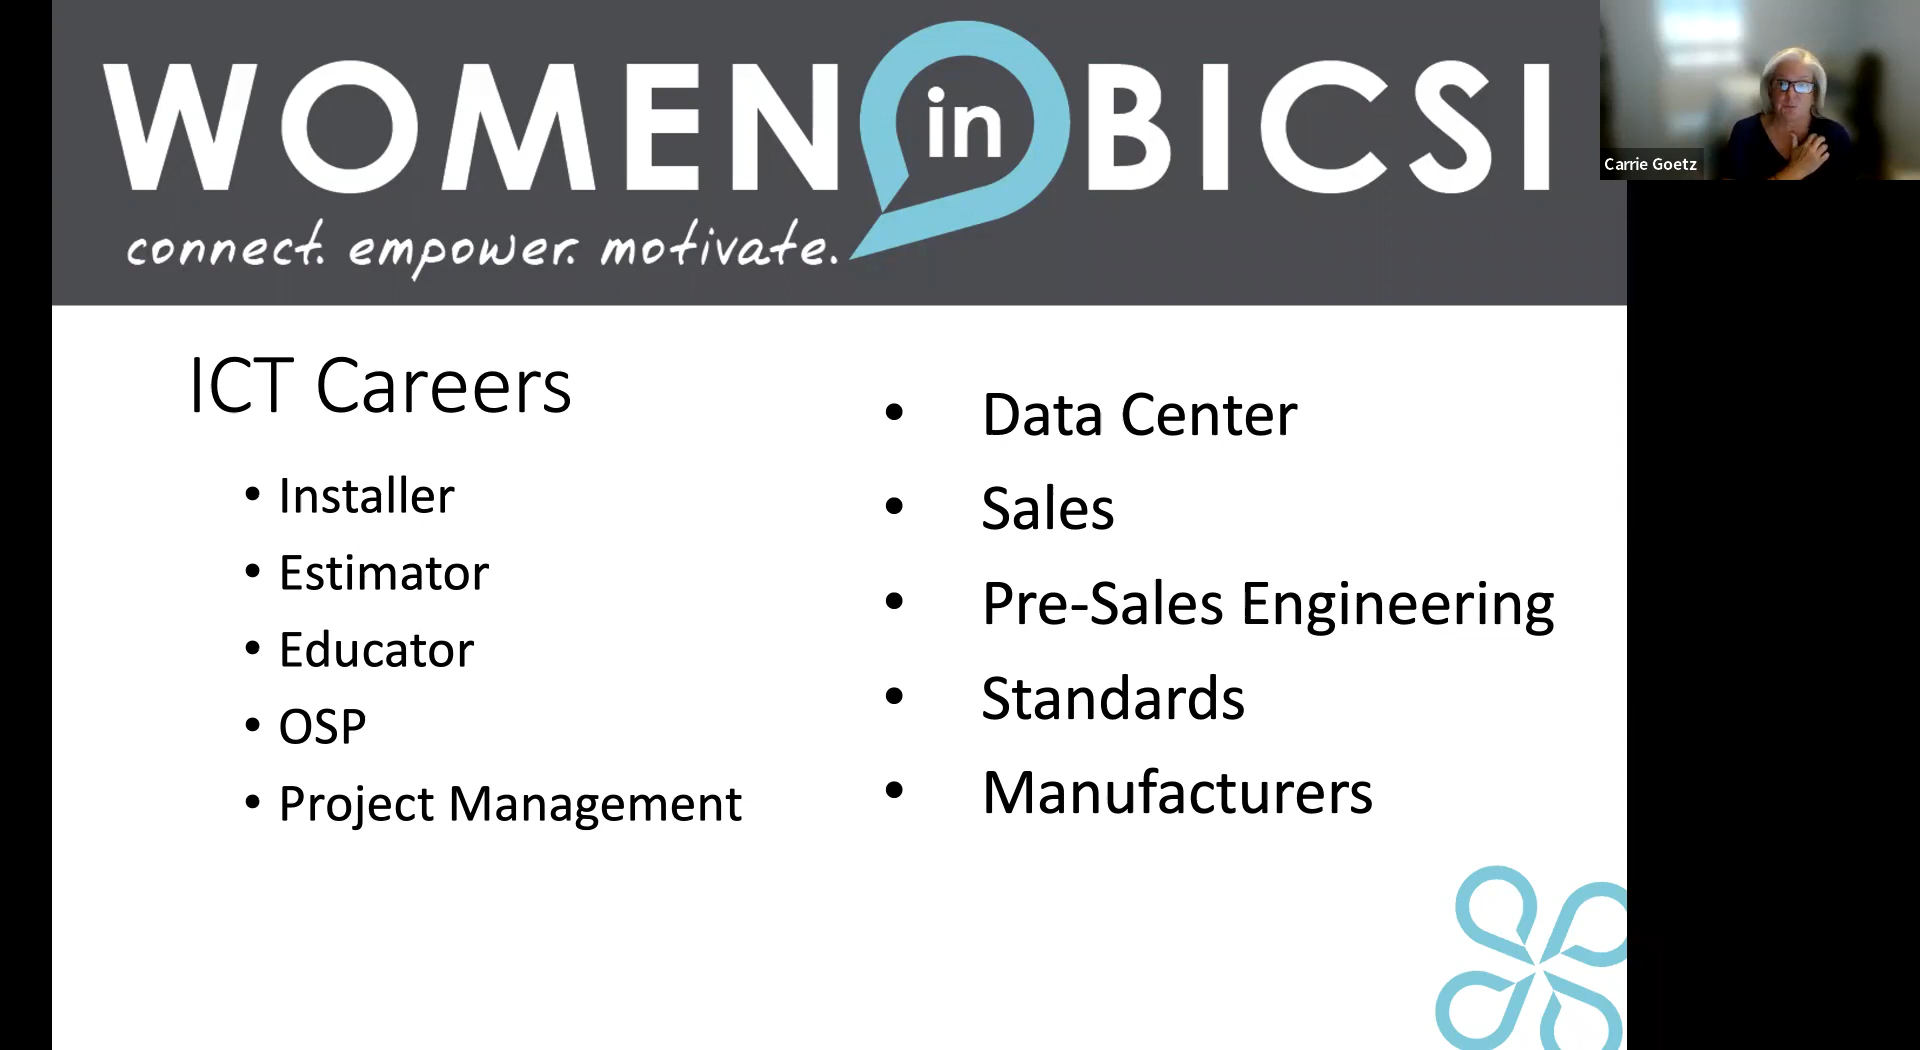 WOMEN in BICSI
connect. empower. motivate.
Carrie Goetz
ICT Careers
• Installer
• Estimator
• Educator
• OSP
• Project Management
• Data Center
• Sales
• Pre-Sales Engineering
• Standards
• Manufacturers